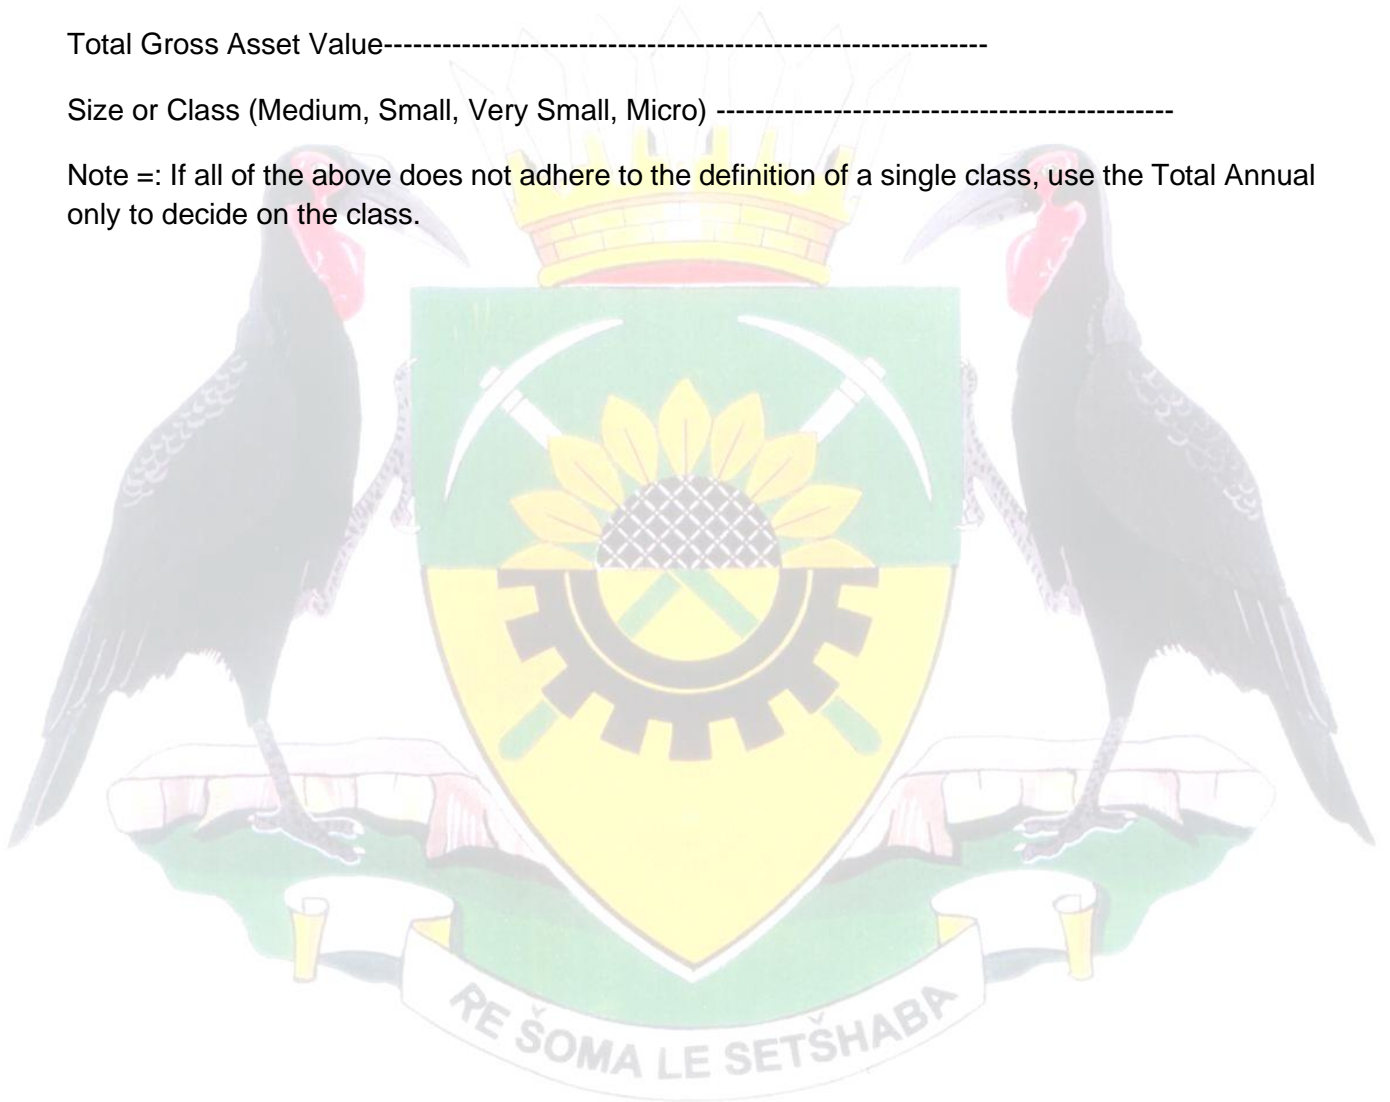 Total Gross Asset Value--------------------------------------------------------------
Size or Class (Medium, Small, Very Small, Micro) -----------------------------------------------
Note =: If all of the above does not adhere to the definition of a single class, use the Total Annual
only to decide on the class.
RE ŠOMA LE SETŠHABA